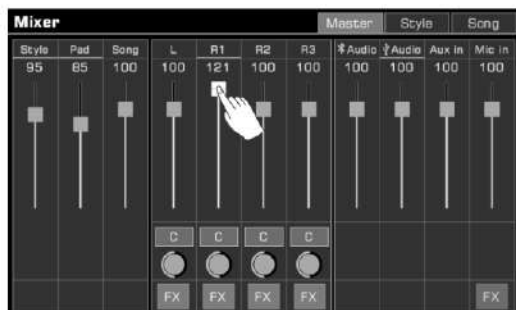 Mixer Master Style Song
Style Pad Song L R1 R2 R3 Audio Audio Aux in Mic in
95 85 100 100 121 100 100 100 100 100 100
C C C C
FX FX FX FX FX